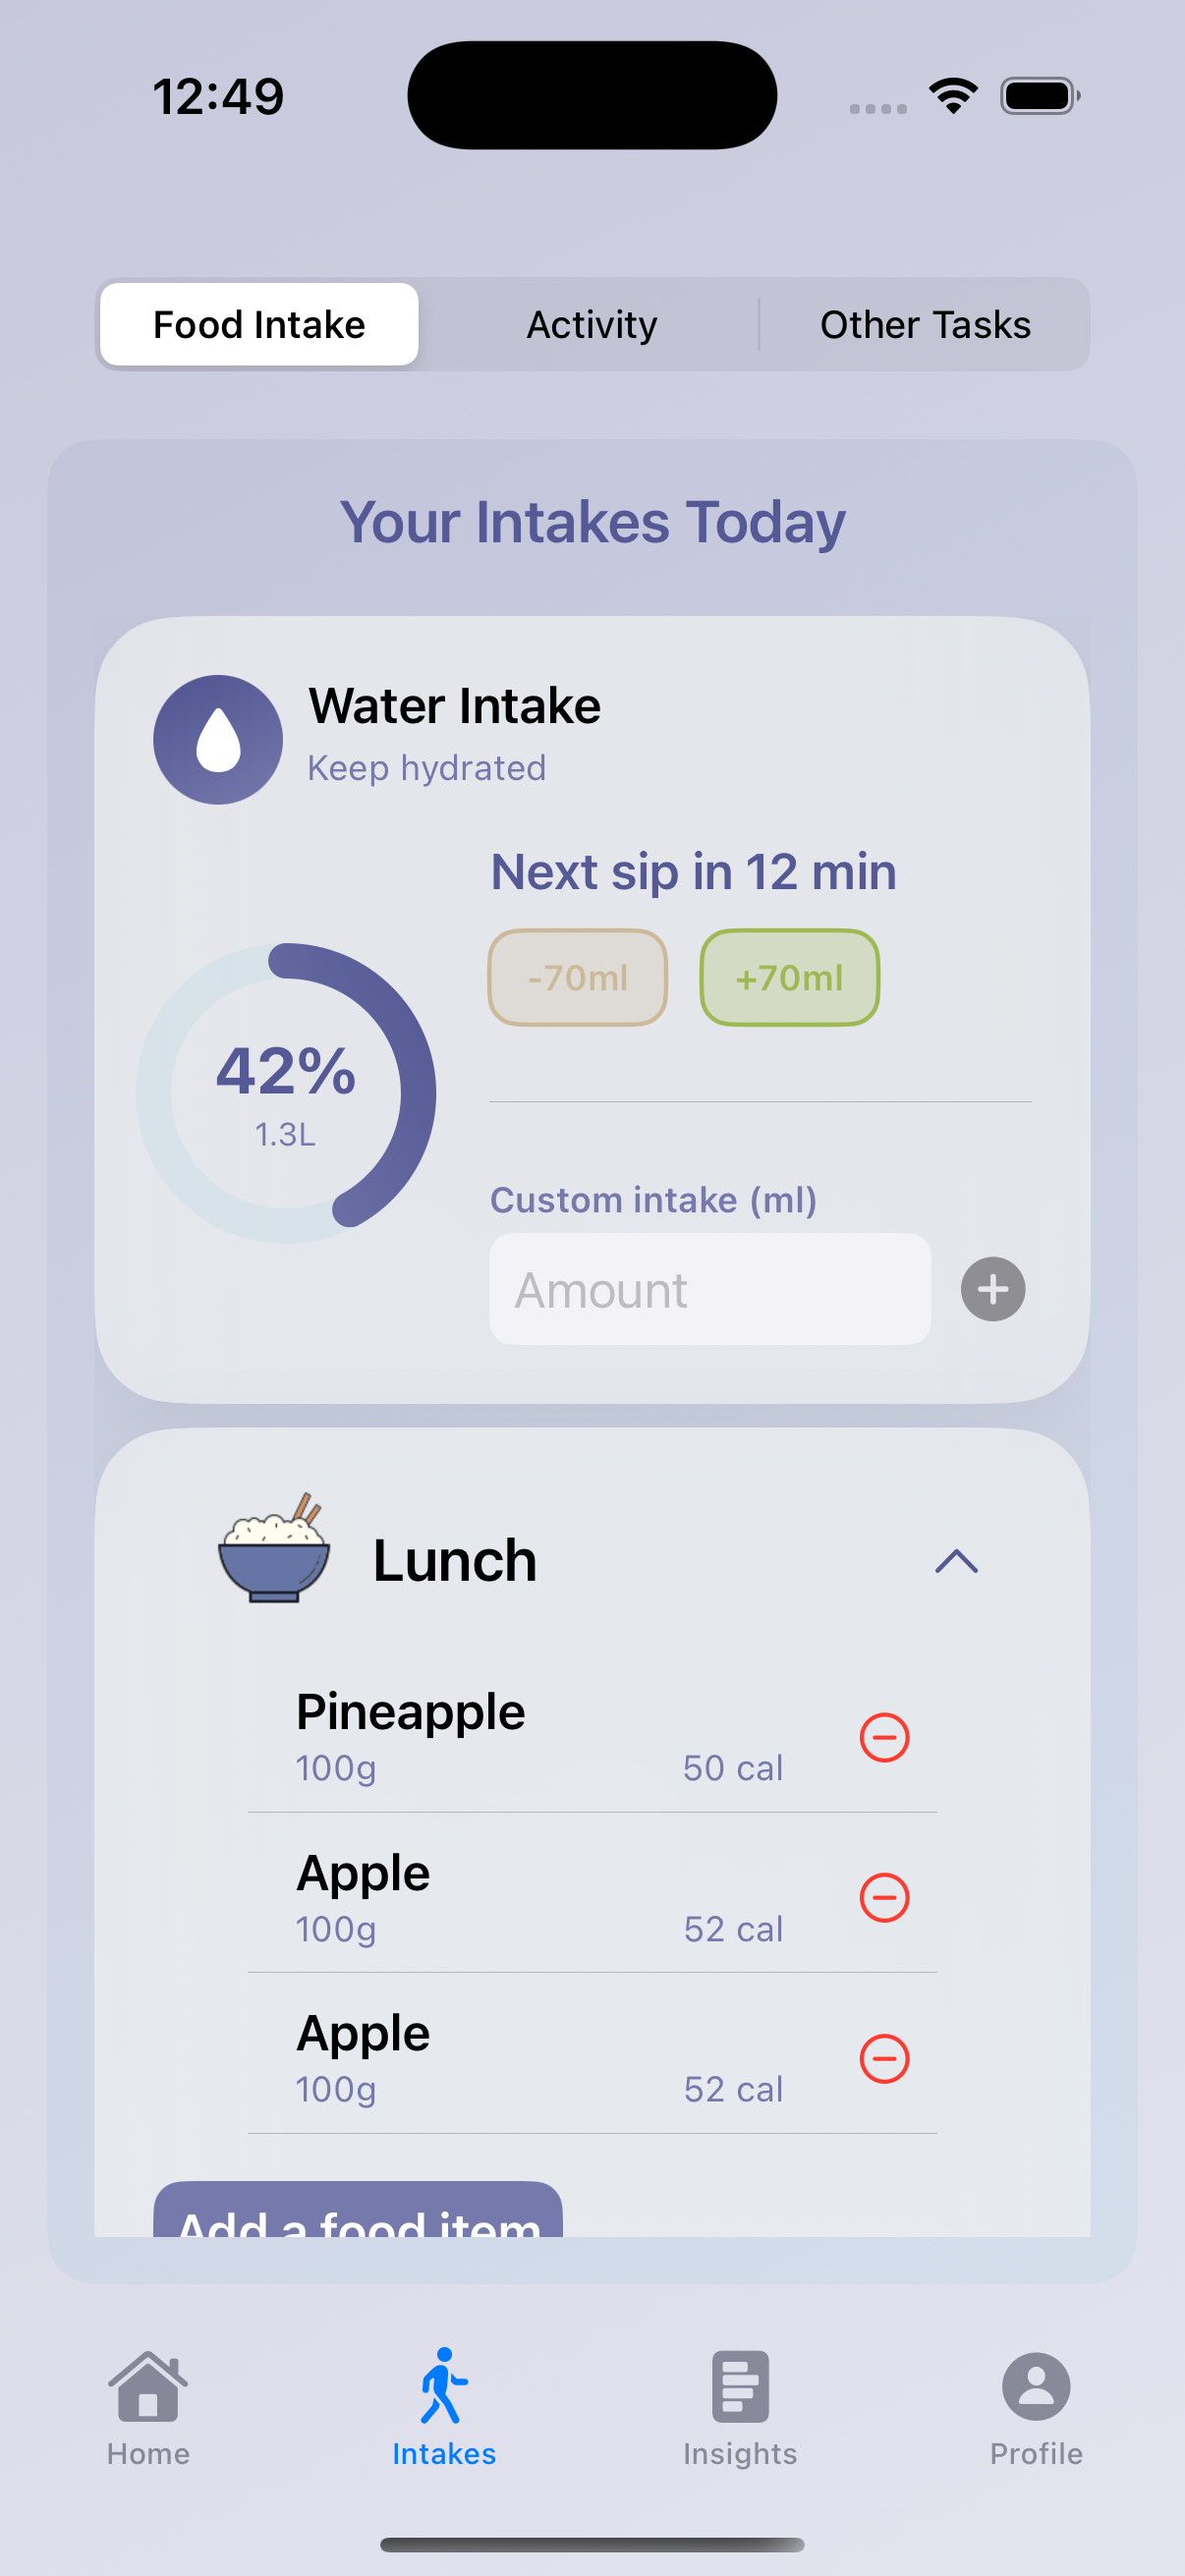 12:49
Food Intake
Activity
Other Tasks
Your Intakes Today
Water Intake
Keep hydrated
Next sip in 12 min
-70ml
+70ml
42%
1.3L
Custom intake (ml)
Amount
Lunch
Pineapple
100g 50 cal
Apple
100g 52 cal
Apple
100g 52 cal
Add a food item
Home
Intakes
Insights
Profile